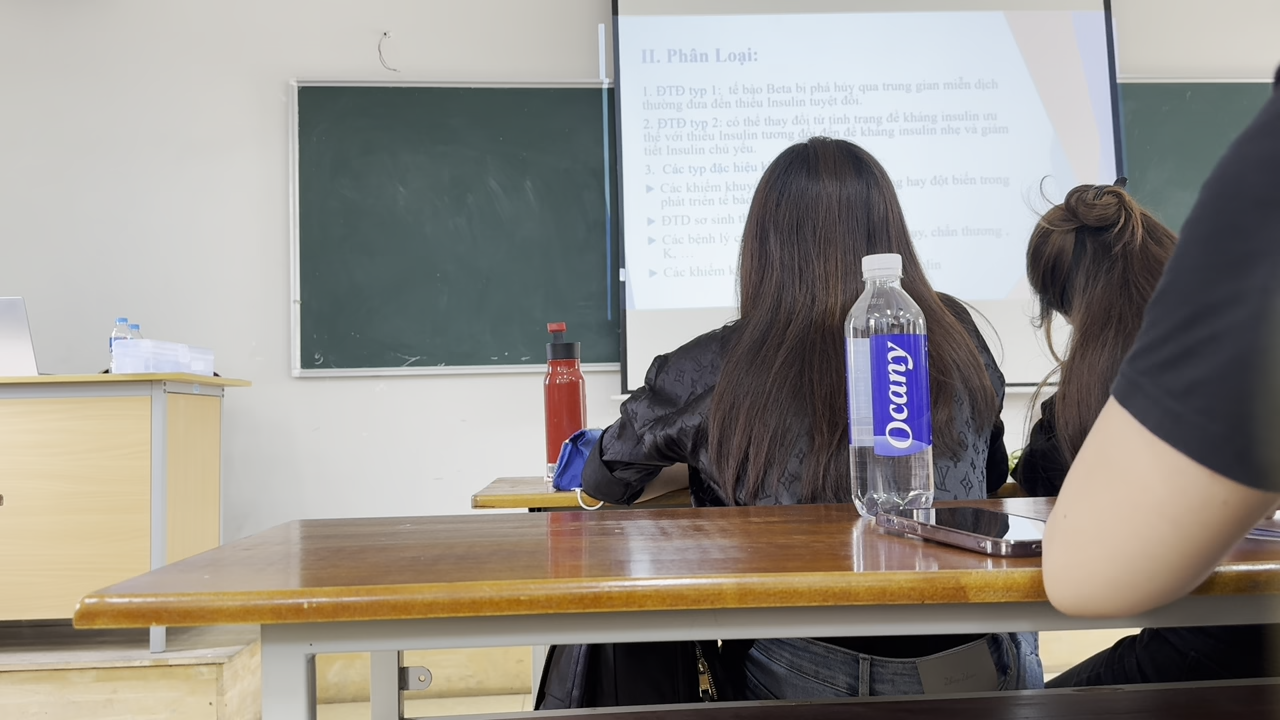 II. Phân Loại:
1. ĐTĐ typ 1: tế bào Beta bị phá hủy qua trung gian miễn dịch
thường đưa đến thiếu Insulin tuyệt đối.
2. ĐTĐ typ 2: có thể thay đổi từ tình trạng đề kháng insulin ưu
thế với thiếu Insulin tương đối đến đề kháng insulin nhẹ và giảm
tiết Insulin chủ yếu.
3. Các typ đặc hiệu
Các khiếm hay đột biến trong
phát triển tế bào
ĐTD sơ sinh
Các bệnh lý chấn thương ,
K, …
Các khiếm
Ocany